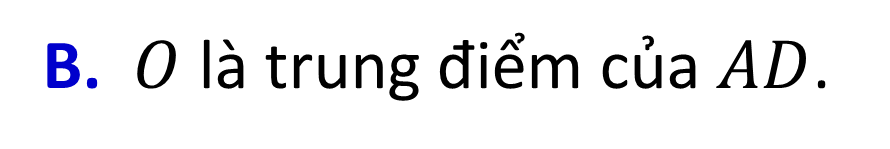 B. O là trung điểm của AD.